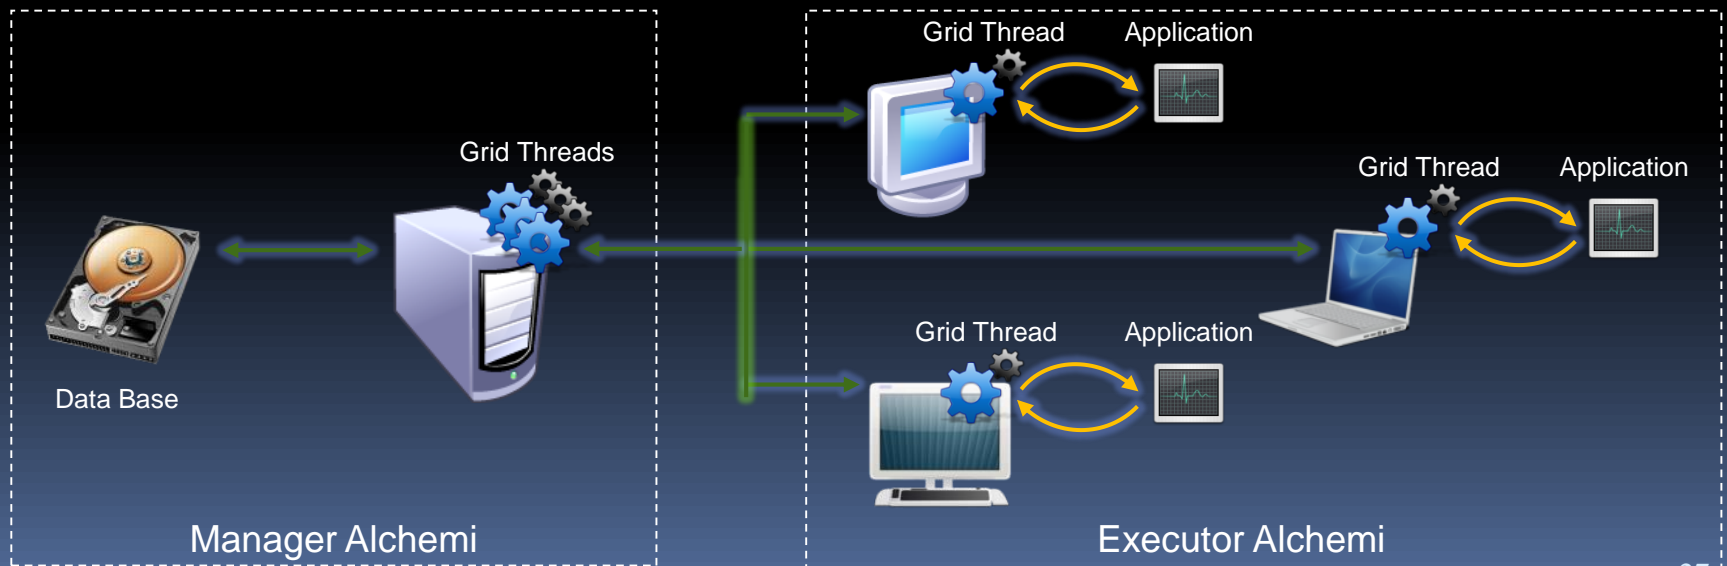 Grid Thread
Application
Grid Threads
Grid Thread
Application
Grid Thread
Application
Data Base
Manager Alchemi
Executor Alchemi